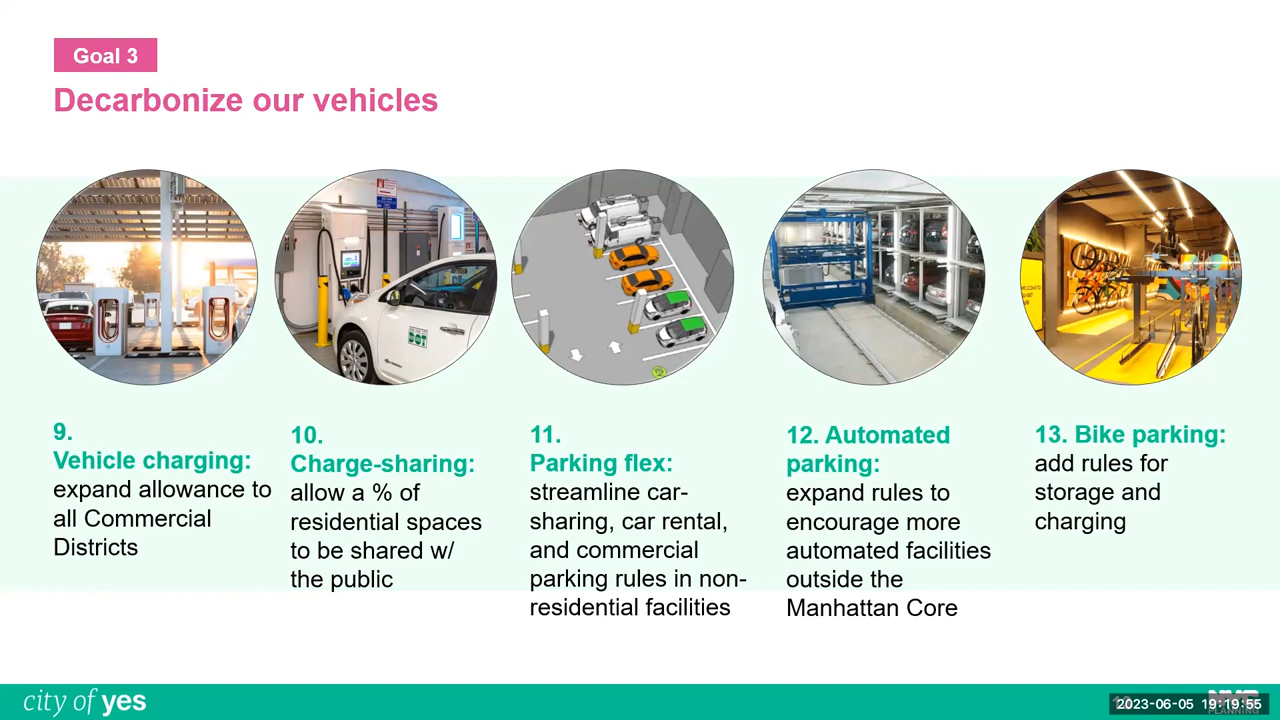 Goal 3
Decarbonize our vehicles
9.
Vehicle charging:
expand allowance to
all Commercial
Districts
10.
Charge-sharing:
allow a % of
residential spaces
to be shared w/
the public
11.
Parking flex:
streamline car-
sharing, car rental,
and commercial
parking rules in non-
residential facilities
12. Automated
parking:
expand rules to
encourage more
automated facilities
outside the
Manhattan Core
13. Bike parking:
add rules for
storage and
charging
DOT
city of yes
NYC
PLANNING
2023-06-05 19:19:55